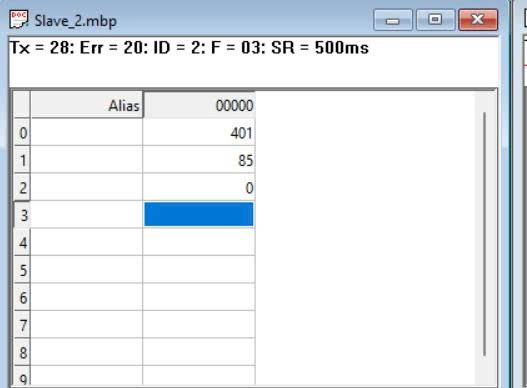 DOC
Slave_2.mbp
Tx = 28: Err = 20: ID = 2: F = 03: SR = 500ms
Alias 00000
0 401
1 85
2 0
3
4
5
6
7
8
9